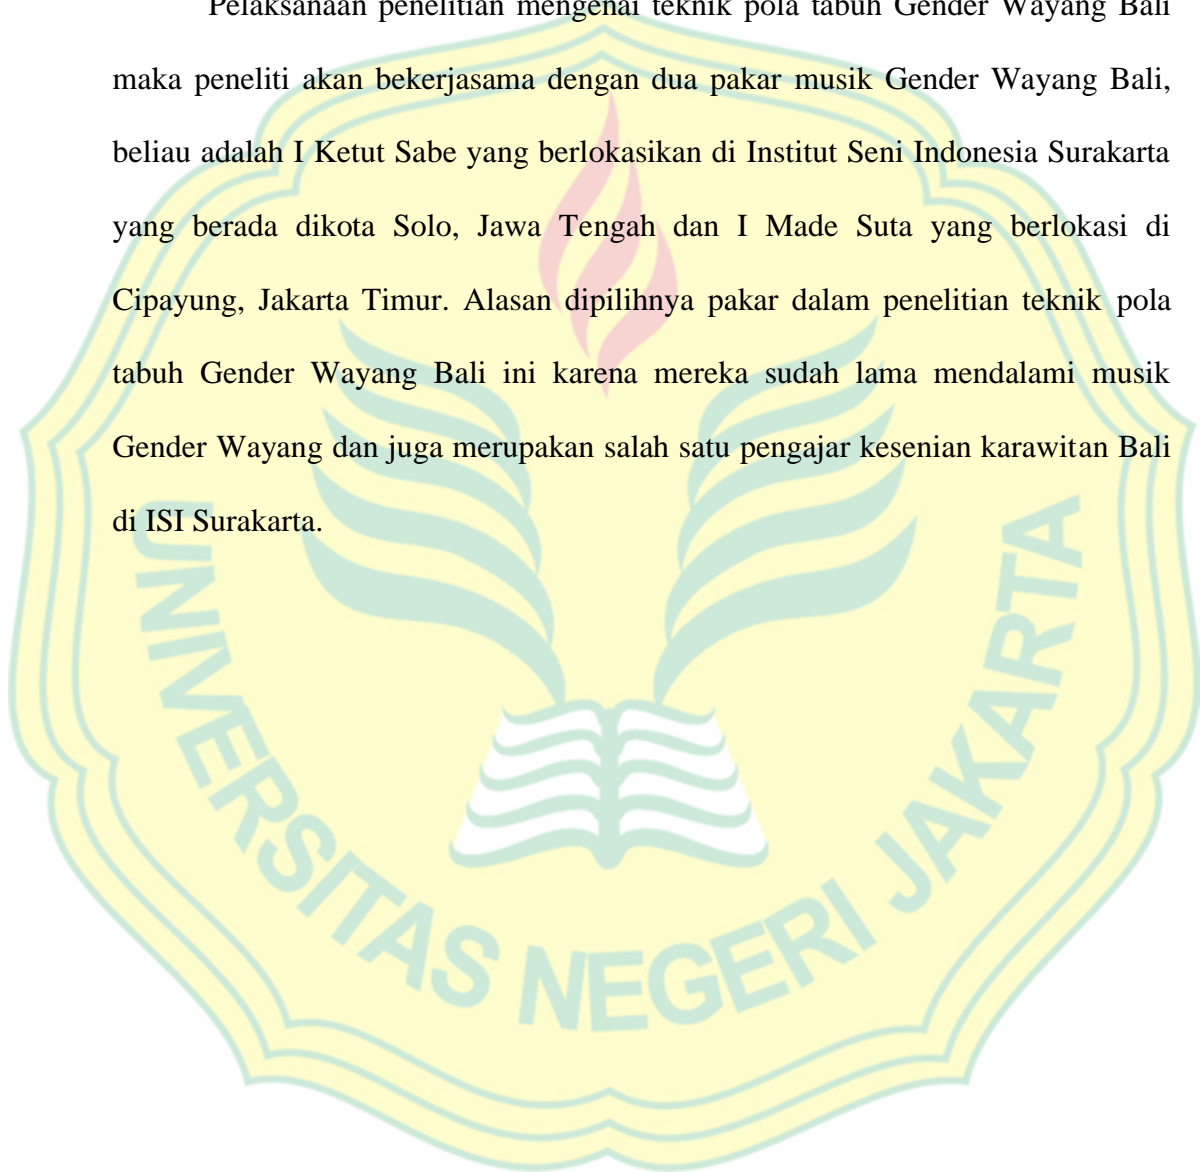 Pelaksanaan penelitian mengenai teknik pola tabuh Gender Wayang Bali
maka peneliti akan bekerjasama dengan dua pakar musik Gender Wayang Bali,
beliau adalah I Ketut Sabe yang berlokasikan di Institut Seni Indonesia Surakarta
yang berada dikota Solo, Jawa Tengah dan I Made Suta yang berlokasi di
Cipayung, Jakarta Timur. Alasan dipilihnya pakar dalam penelitian teknik pola
tabuh Gender Wayang Bali ini karena mereka sudah lama mendalami musik
Gender Wayang dan juga merupakan salah satu pengajar kesenian karawitan Bali
di ISI Surakarta.
UNIVERSITAS NEGERI JAKARTA